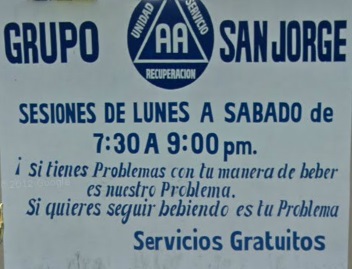 UNIDAD SERVICIO
GRUPO AA SAN JORGE
RECUPERACION
SESIONES DE LUNES A SABADO de
7:30 A 9:00 pm.
¡ Si tienes Problemas con tu manera de beber
es nuestro Problema.
Si quieres seguir bebiendo es tu Problema
Servicios Gratuitos